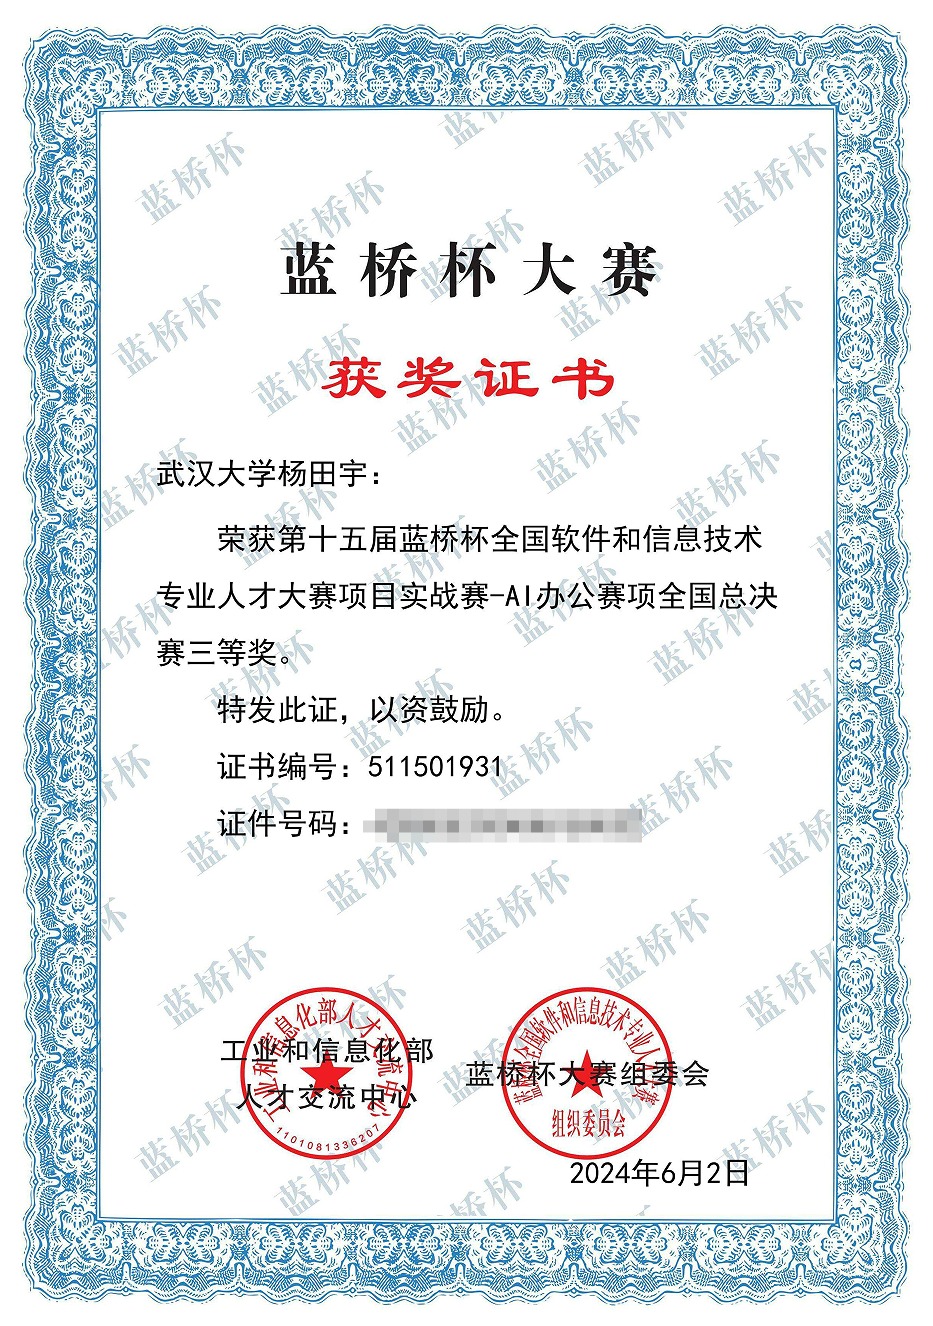 蓝桥杯大赛
获奖证书
武汉大学杨田宇：
荣获第十五届蓝桥杯全国软件和信息技术
专业人才大赛项目实战赛-AI办公赛项全国总决
赛三等奖。
特发此证，以资鼓励。
证书编号：511501931
证件号码：
工业和信息化部
人才交流中心
工业和信息化部人才交流中心
1101081336207
蓝桥杯大赛组委会
蓝桥杯全国软件和信息技术专业人才大赛
组织委员会
2024年6月2日
蓝桥杯